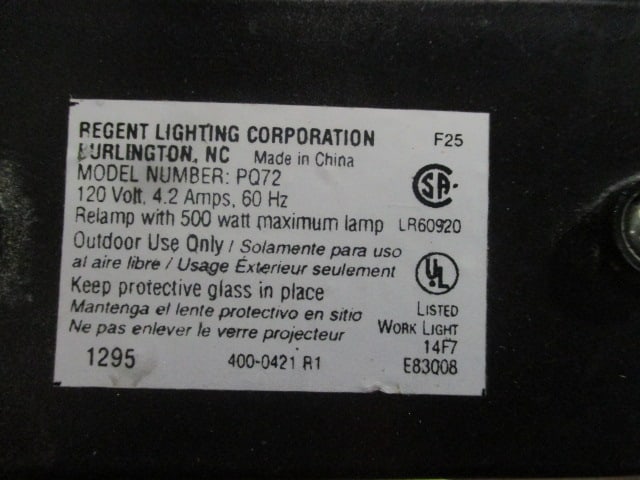 REGENT LIGHTING CORPORATION F25
BURLINGTON, NC Made in China
MODEL NUMBER: PQ72
120 Volt, 4.2 Amps, 60 Hz
SA
Relamp with 500 watt maximum lamp LR60920
Outdoor Use Only / Solamente para uso
al aire libre / Usage Éxterieur seulement
UL
Keep protective glass in place
Mantenga el lente protectivo en sitio
LISTED
Ne pas enlever le verre projecteur
WORK LIGHT
14F7
1295 400-0421 R1 E83008